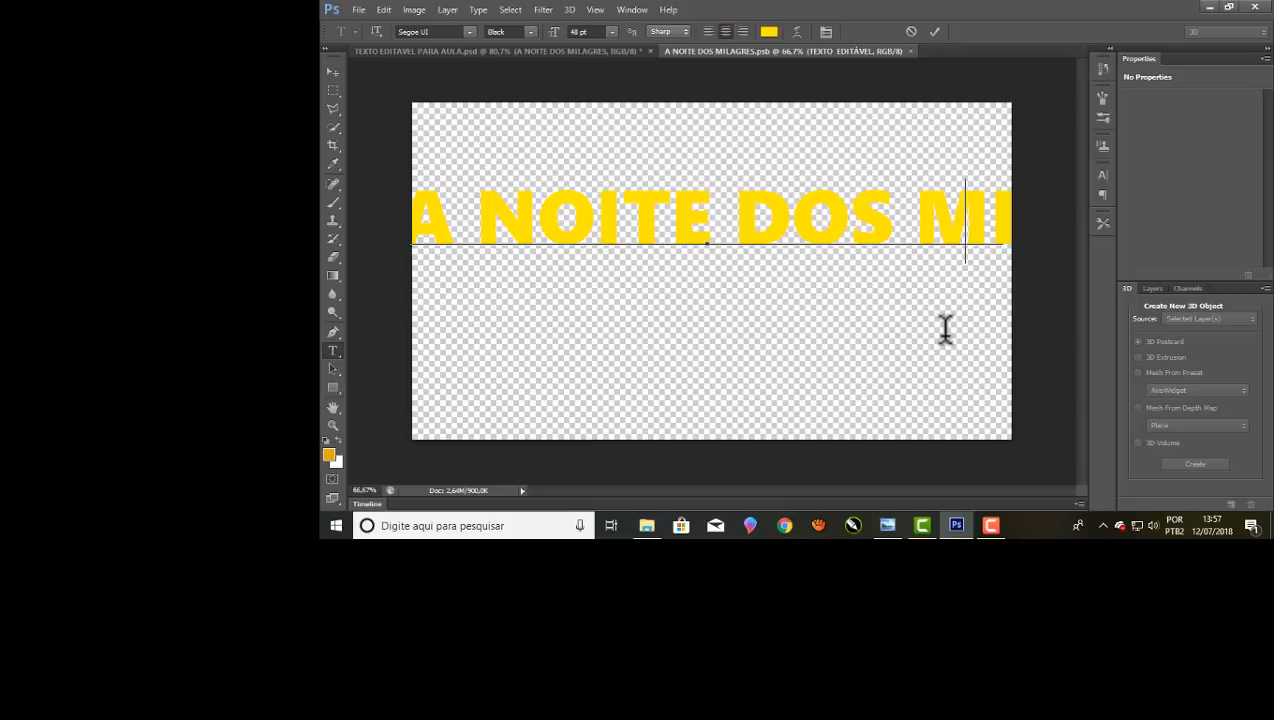 Ps File Edit Image Layer Type Select Filter 3D View Window Help
T Segoe UI Black 48 pt aa Sharp 3D
TEXTO EDITAVEL PARA AULA.psd @ 80,7% (A NOITE DOS MILAGRES, RGB/8) * × A NOITE DOS MILAGRES.psb @ 66,7% (TEXTO EDITÁVEL, RGB/8) ×
Properties
No Properties
A NOITE DOS MI
3D Layers Channels
Create New 3D Object
Source: Selected Layer(s)
3D Postcard
3D Extrusion
Mesh From Preset
AxisWidget
Mesh From Depth Map
Plane
3D Volume
Create
66,67% Doc: 2,64M/900,0K
Timeline
Digite aqui para pesquisar
Ps
POR
PTB2
13:57
12/07/2018